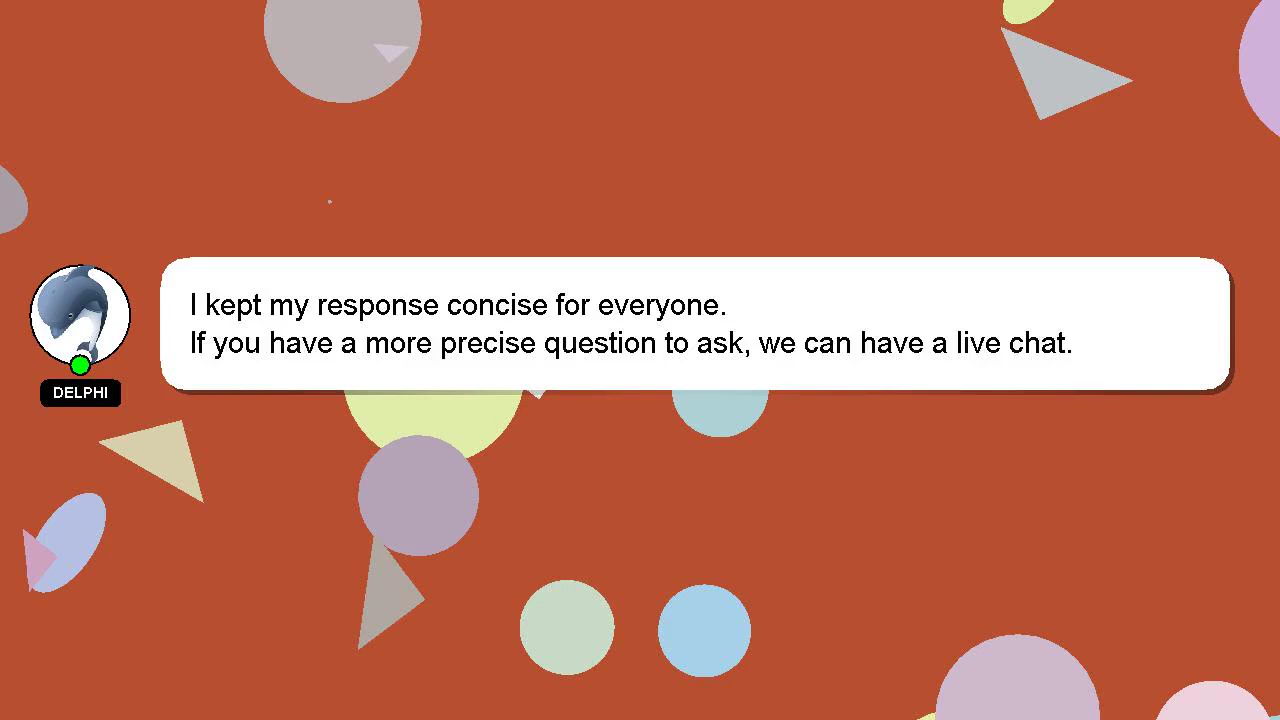 I kept my response concise for everyone.
If you have a more precise question to ask, we can have a live chat.
DELPHI